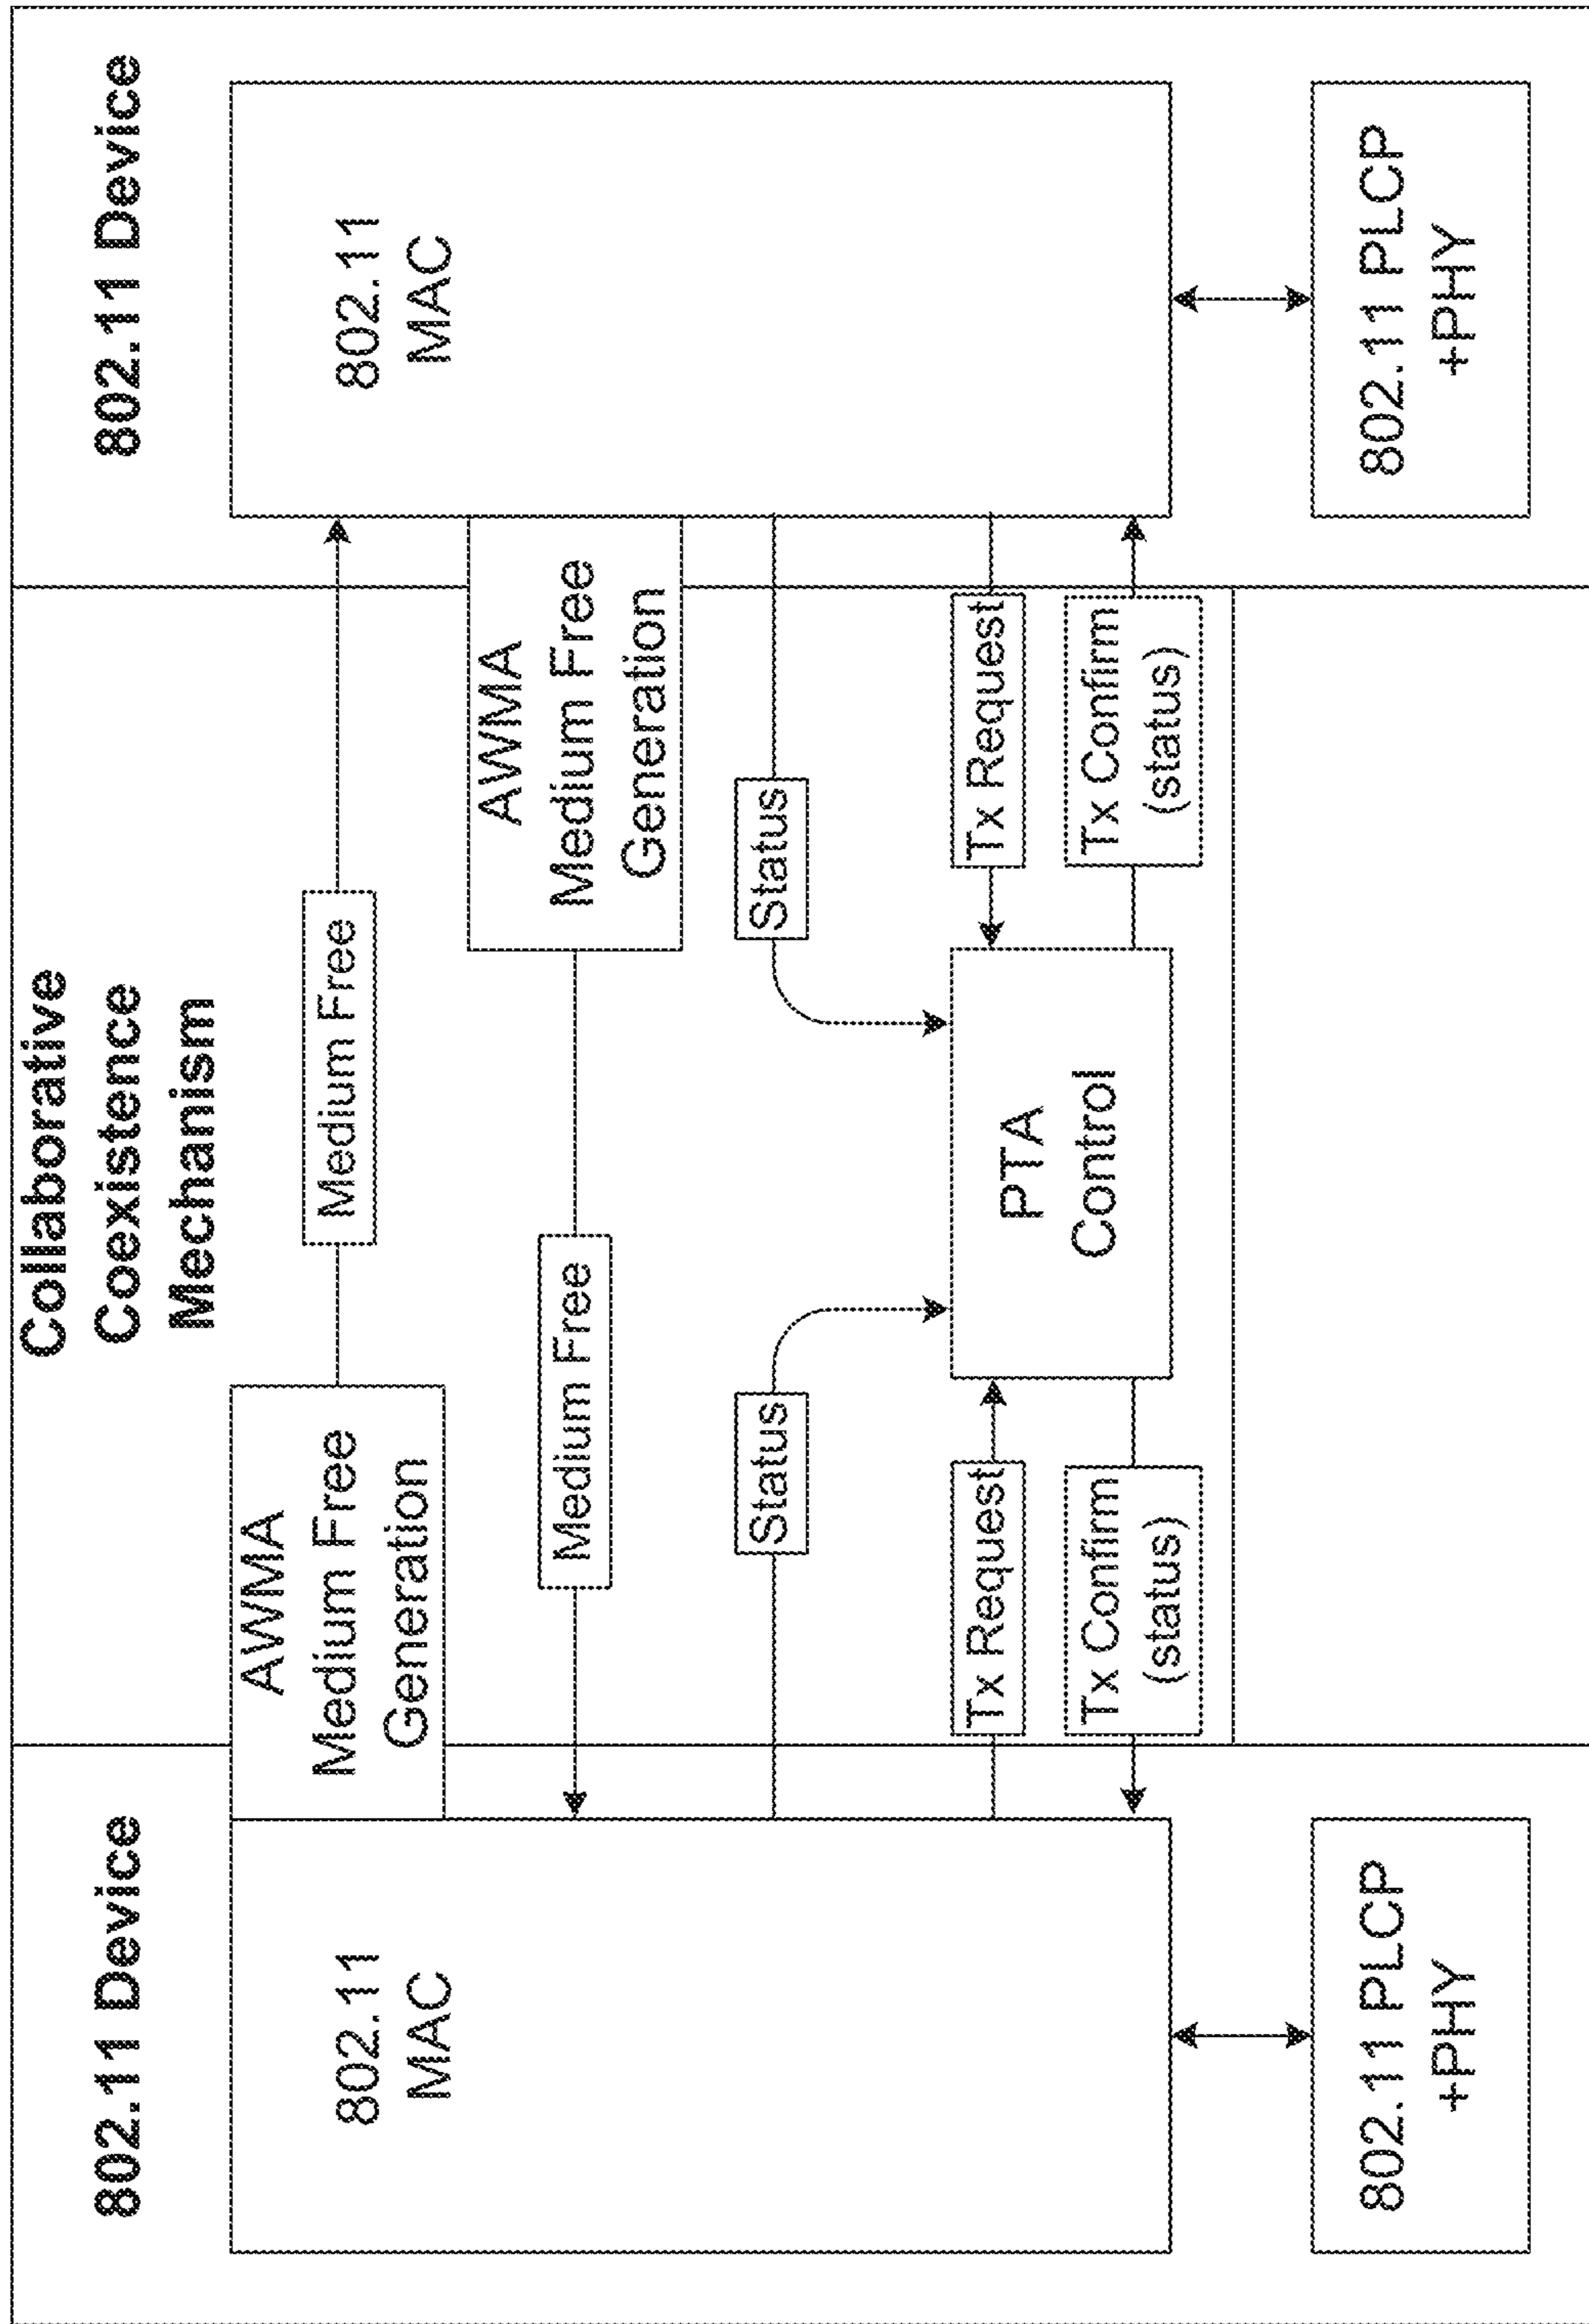 802.11 Device
Collaborative
Coexistence
Mechanism
802.11 Device
802.11
MAC
AWMA
Medium Free
Generation
Medium Free
802.11
MAC
AWMA
Medium Free
Generation
Medium Free
Status
Status
Tx Request
PTA
Control
Tx Request
Tx Confirm
(status)
Tx Confirm
(status)
802.11 PLCP
+PHY
802.11 PLCP
+PHY